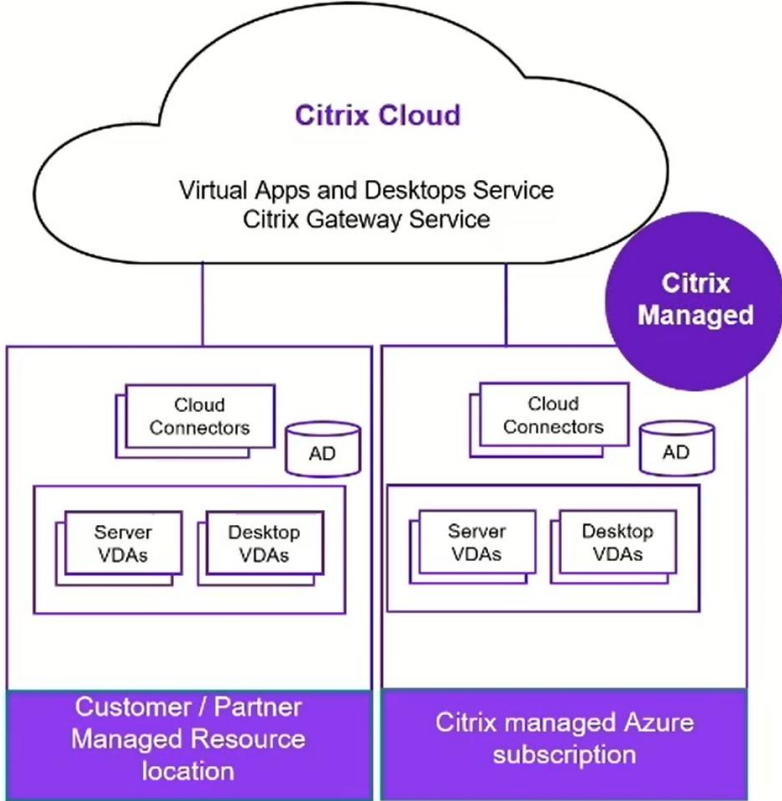 Citrix Cloud
Virtual Apps and Desktops Service
Citrix Gateway Service
Citrix
Managed
Cloud
Connectors
AD
Server
VDAs
Desktop
VDAs
Customer / Partner
Managed Resource
location
Cloud
Connectors
AD
Server
VDAs
Desktop
VDAs
Citrix managed Azure
subscription